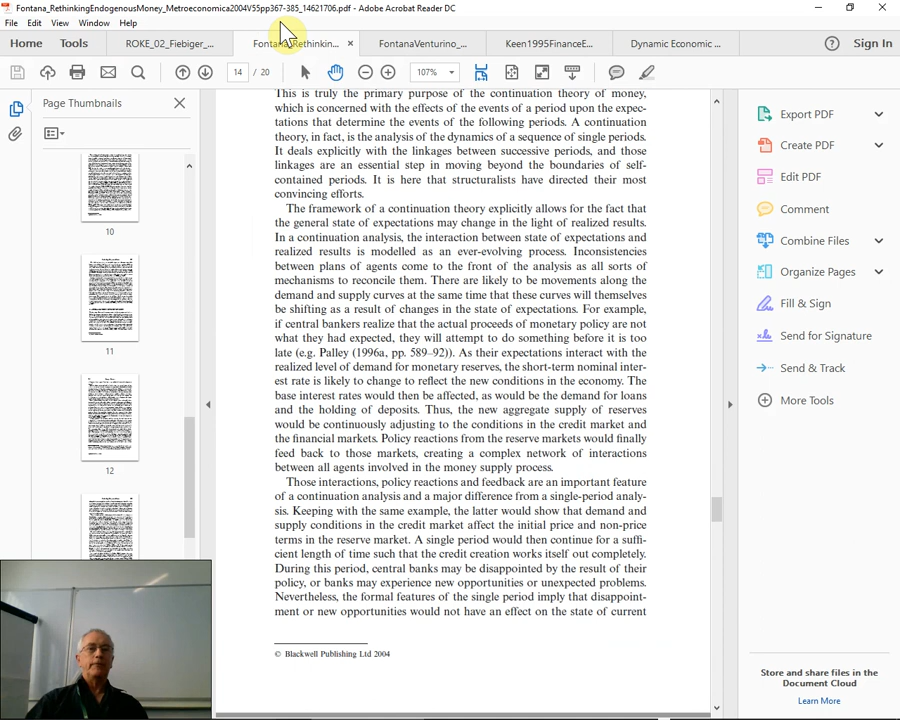 Fontana_RethinkingEndogenousMoney_Metroeconomica2004V55pp367-385_14621706.pdf - Adobe Acrobat Reader DC
File Edit View Window Help
Home Tools ROKE_02_Fiebiger_... Fontana_Rethinkin... × FontanaVenturino_... Keen1995FinanceE... Dynamic Economic ... Sign In
14 / 20 107%
Page Thumbnails
10
11
12
This is truly the primary purpose of the continuation theory of money,
which is concerned with the effects of the events of a period upon the expec-
tations that determine the events of the following periods. A continuation
theory, in fact, is the analysis of the dynamics of a sequence of single periods.
It deals explicitly with the linkages between successive periods, and those
linkages are an essential step in moving beyond the boundaries of self-
contained periods. It is here that structuralists have directed their most
convincing efforts.
The framework of a continuation theory explicitly allows for the fact that
the general state of expectations may change in the light of realized results.
In a continuation analysis, the interaction between state of expectations and
realized results is modelled as an ever-evolving process. Inconsistencies
between plans of agents come to the front of the analysis as all sorts of
mechanisms to reconcile them. There are likely to be movements along the
demand and supply curves at the same time that these curves will themselves
be shifting as a result of changes in the state of expectations. For example,
if central bankers realize that the actual proceeds of monetary policy are not
what they had expected, they will attempt to do something before it is too
late (e.g. Palley (1996a, pp. 589–92)). As their expectations interact with the
realized level of demand for monetary reserves, the short-term nominal inter-
est rate is likely to change to reflect the new conditions in the economy. The
base interest rates would then be affected, as would be the demand for loans
and the holding of deposits. Thus, the new aggregate supply of reserves
would be continuously adjusting to the conditions in the credit market and
the financial markets. Policy reactions from the reserve markets would finally
feed back to those markets, creating a complex network of interactions
between all agents involved in the money supply process.
Those interactions, policy reactions and feedback are an important feature
of a continuation analysis and a major difference from a single-period analy-
sis. Keeping with the same example, the latter would show that demand and
supply conditions in the credit market affect the initial price and non-price
terms in the reserve market. A single period would then continue for a suffi-
cient length of time such that the credit creation works itself out completely.
During this period, central banks may be disappointed by the result of their
policy, or banks may experience new opportunities or unexpected problems.
Nevertheless, the formal features of the single period imply that disappoint-
ment or new opportunities would not have an effect on the state of current
© Blackwell Publishing Ltd 2004
Export PDF
Create PDF
Edit PDF
Comment
Combine Files
Organize Pages
Fill & Sign
Send for Signature
Send & Track
More Tools
Store and share files in the
Document Cloud
Learn More